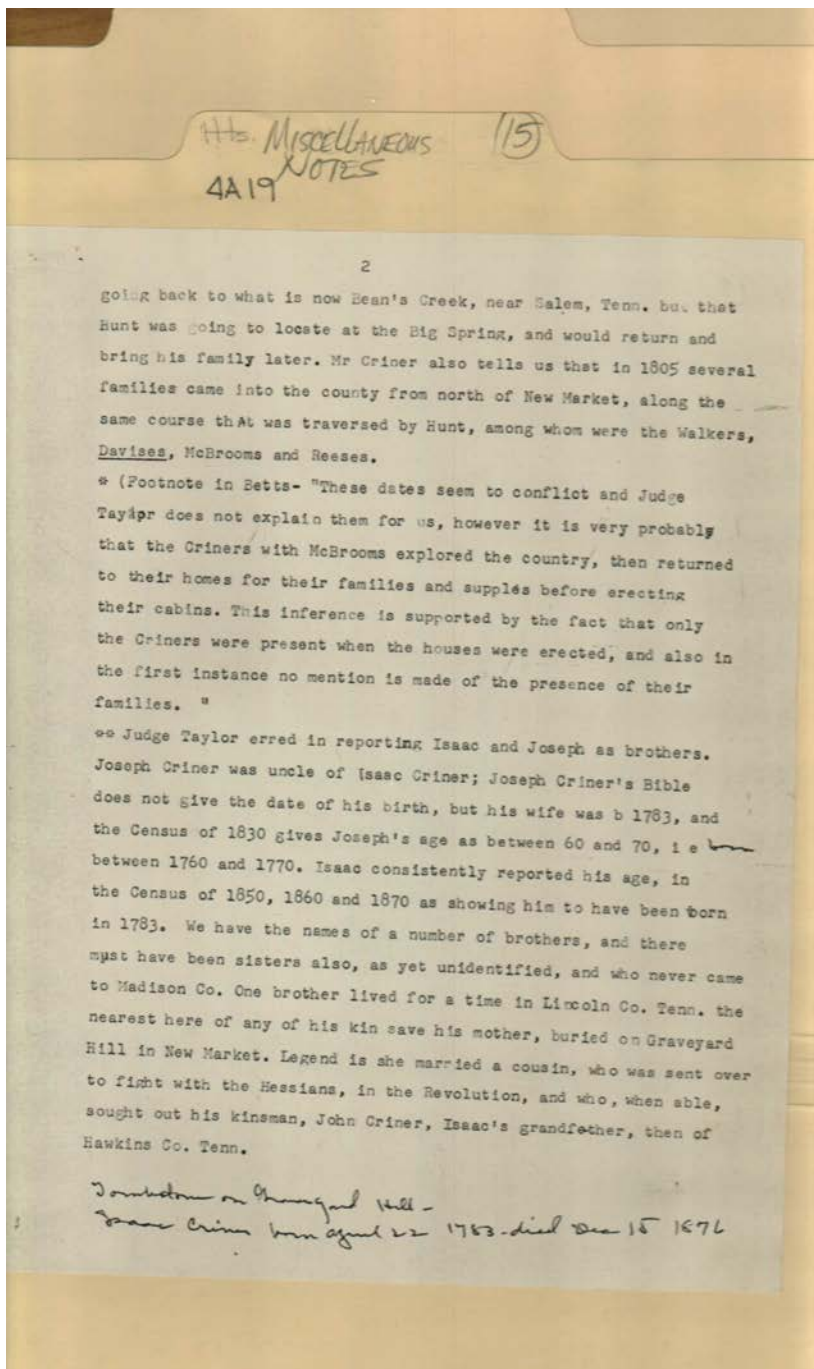 Hts. MISCELLANEOUS (15)
NOTES
4A19
2
going back to what is now Bean's Creek, near Salem, Tenn. but that
Hunt was going to locate at the Big Spring, and would return and
bring his family later. Mr Criner also tells us that in 1805 several
families came into the county from north of New Market, along the
same course thAt was traversed by Hunt, among whom were the Walkers,
Davises, McBrooms and Reeses.
* (Footnote in Betts- "These dates seem to conflict and Judge
Taylor does not explain them for us, however it is very probably
that the Criners with McBrooms explored the country, then returned
to their homes for their families and supples before erecting
their cabins. This inference is supported by the fact that only
the Criners were present when the houses were erected, and also in
the first instance no mention is made of the presence of their
families. "
** Judge Taylor erred in reporting Isaac and Joseph as brothers.
Joseph Criner was uncle of Isaac Criner; Joseph Criner's Bible
does not give the date of his birth, but his wife was b 1783, and
the Census of 1830 gives Joseph's age as between 60 and 70, i e born
between 1760 and 1770. Isaac consistently reported his age, in
the Census of 1850, 1860 and 1870 as showing him to have been born
in 1783. We have the names of a number of brothers, and there
must have been sisters also, as yet unidentified, and who never came
to Madison Co. One brother lived for a time in Lincoln Co. Tenn. the
nearest here of any of his kin save his mother, buried on Graveyard
Hill in New Market. Legend is she married a cousin, who was sent over
to fight with the Hessians, in the Revolution, and who, when able,
sought out his kinsman, John Criner, Isaac's grandfather, then of
Hawkins Co. Tenn.
Tombstone on Graveyard Hill -
Isaac Criner born april 22 1783 - died Dec 15 1876